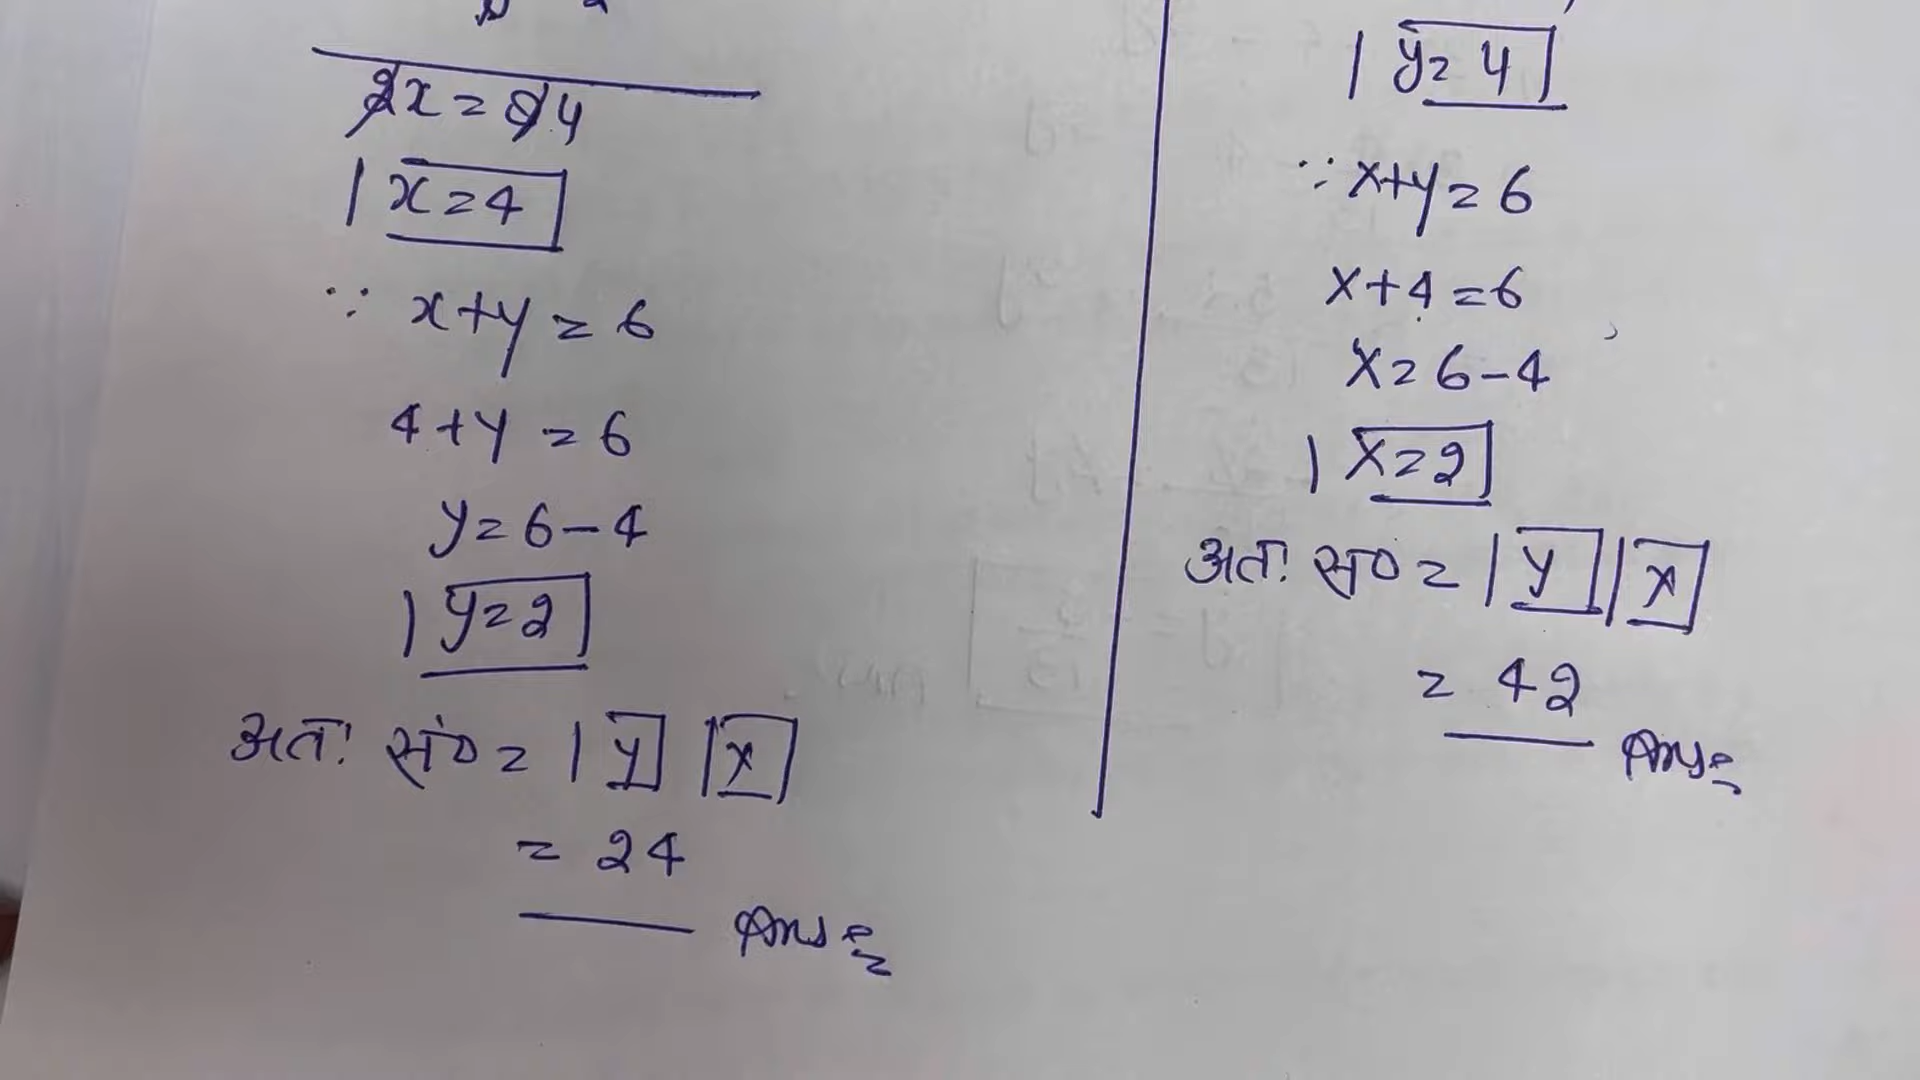 2x = 8 4
x = 4
∵ x+y = 6
4+y = 6
y = 6-4
y = 2
अतः सं० = y x
= 24
Ans
y = 4
∵ x+y = 6
x+4 = 6
x = 6-4
x = 2
अतः सं० = y x
= 42
Ans